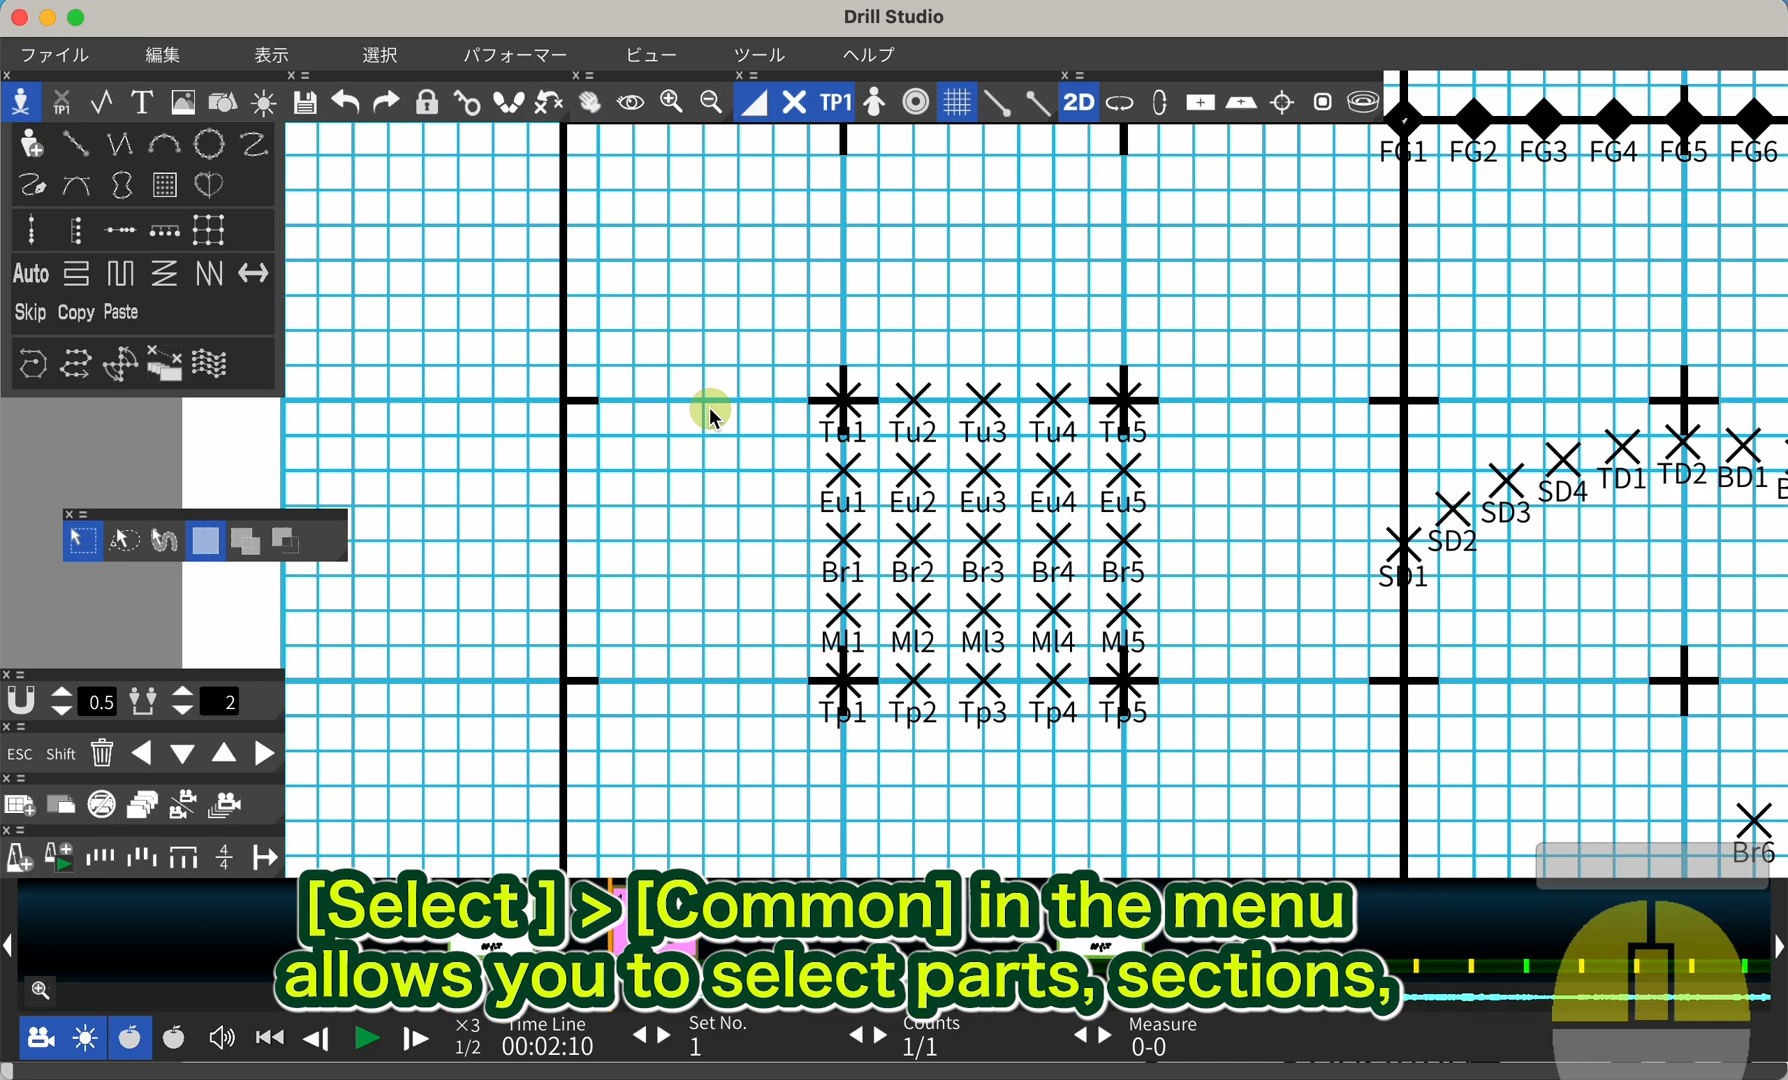 Drill Studio
ファイル 編集 表示 選択 パフォーマー ビュー ツール ヘルプ
TP1 T TP1 2D
FG1 FG2 FG3 FG4 FG5 FG6
Auto
Skip Copy Paste
Tu1 Tu2 Tu3 Tu4 Tu5
Eu1 Eu2 Eu3 Eu4 Eu5
Br1 Br2 Br3 Br4 Br5
Ml1 Ml2 Ml3 Ml4 Ml5
Tp1 Tp2 Tp3 Tp4 Tp5
SD1 SD2 SD3 SD4 TD1 TD2 BD1
Br6
0.5 2
ESC Shift
4/4
[Select ] > [Common] in the menu
allows you to select parts, sections,
×3 Time Line Set No. Counts Measure
1/2 00:02:10 1 1/1 0-0